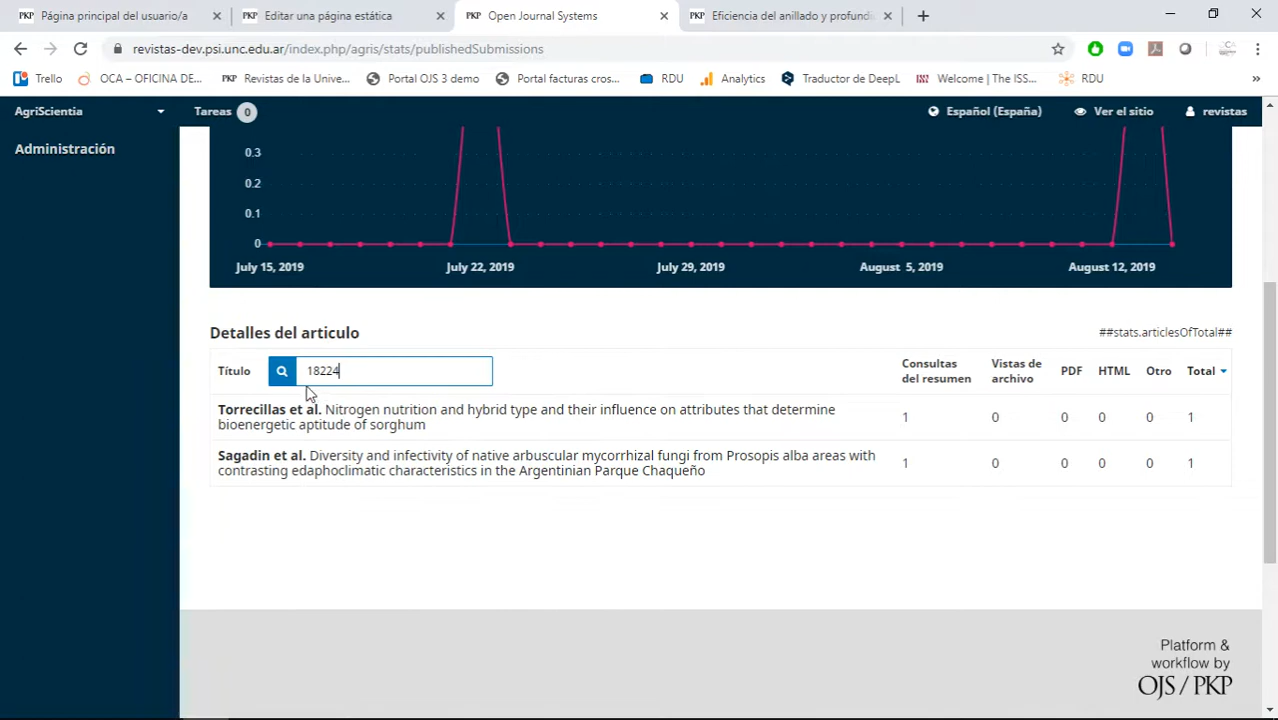 Página principal del usuario/a
Editar una página estática
Open Journal Systems
Eficiencia del anillado y profundi
revistas-dev.psi.unc.edu.ar/index.php/agris/stats/publishedSubmissions
Trello
OCA – OFICINA DE...
Revistas de la Unive...
Portal OJS 3 demo
Portal facturas cros...
RDU
Analytics
Traductor de DeepL
Welcome | The ISS...
RDU
AgriScientia
Tareas 0
Español (España)
Ver el sitio
revistas
Administración
0.3
0.2
0.1
0
July 15, 2019
July 22, 2019
July 29, 2019
August 5, 2019
August 12, 2019
Detalles del articulo
##stats.articlesOfTotal##
Título
18224
Consultas del resumen
Vistas de archivo
PDF
HTML
Otro
Total
Torrecillas et al. Nitrogen nutrition and hybrid type and their influence on attributes that determine
bioenergetic aptitude of sorghum
1 0 0 0 0 1
Sagadin et al. Diversity and infectivity of native arbuscular mycorrhizal fungi from Prosopis alba areas with
contrasting edaphoclimatic characteristics in the Argentinian Parque Chaqueño
1 0 0 0 0 1
Platform &
workflow by
OJS / PKP